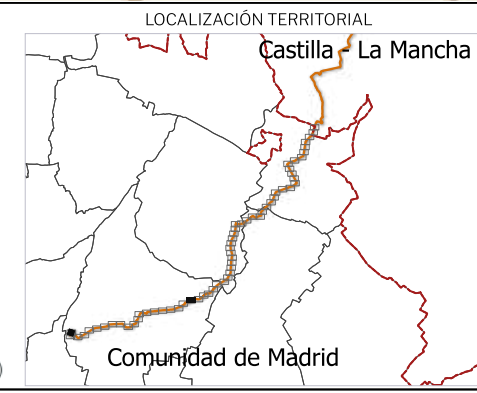 LOCALIZACIÓN TERRITORIAL
Castilla - La Mancha
Comunidad de Madrid